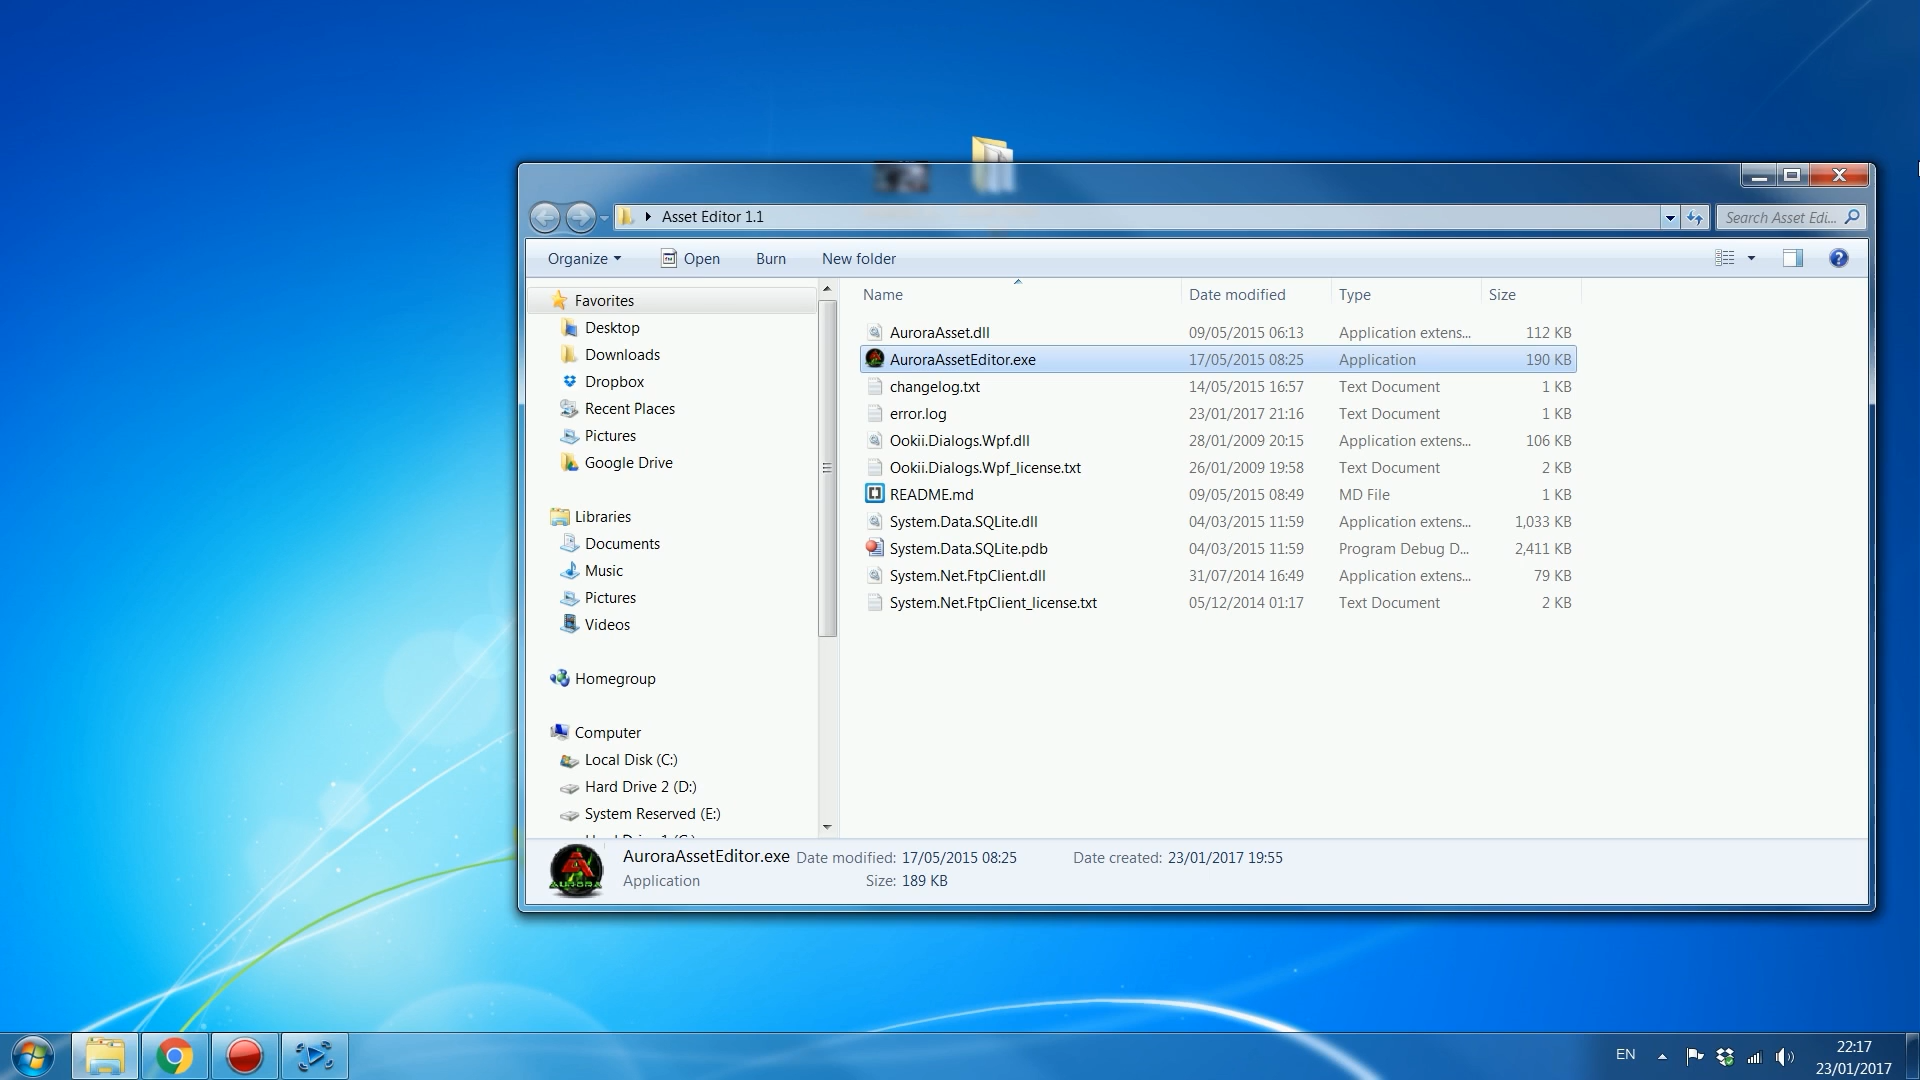 Asset Editor 1.1
Search Asset Edi...
Organize Open Burn New folder
Name Date modified Type Size
Favorites
Desktop
Downloads
Dropbox
Recent Places
Pictures
Google Drive
Libraries
Documents
Music
Pictures
Videos
Homegroup
Computer
Local Disk (C:)
Hard Drive 2 (D:)
System Reserved (E:)
AuroraAsset.dll 09/05/2015 06:13 Application extens... 112 KB
AuroraAssetEditor.exe 17/05/2015 08:25 Application 190 KB
changelog.txt 14/05/2015 16:57 Text Document 1 KB
error.log 23/01/2017 21:16 Text Document 1 KB
Ookii.Dialogs.Wpf.dll 28/01/2009 20:15 Application extens... 106 KB
Ookii.Dialogs.Wpf_license.txt 26/01/2009 19:58 Text Document 2 KB
README.md 09/05/2015 08:49 MD File 1 KB
System.Data.SQLite.dll 04/03/2015 11:59 Application extens... 1,033 KB
System.Data.SQLite.pdb 04/03/2015 11:59 Program Debug D... 2,411 KB
System.Net.FtpClient.dll 31/07/2014 16:49 Application extens... 79 KB
System.Net.FtpClient_license.txt 05/12/2014 01:17 Text Document 2 KB
AuroraAssetEditor.exe Date modified: 17/05/2015 08:25 Date created: 23/01/2017 19:55
Application Size: 189 KB
AURORA
EN
22:17
23/01/2017